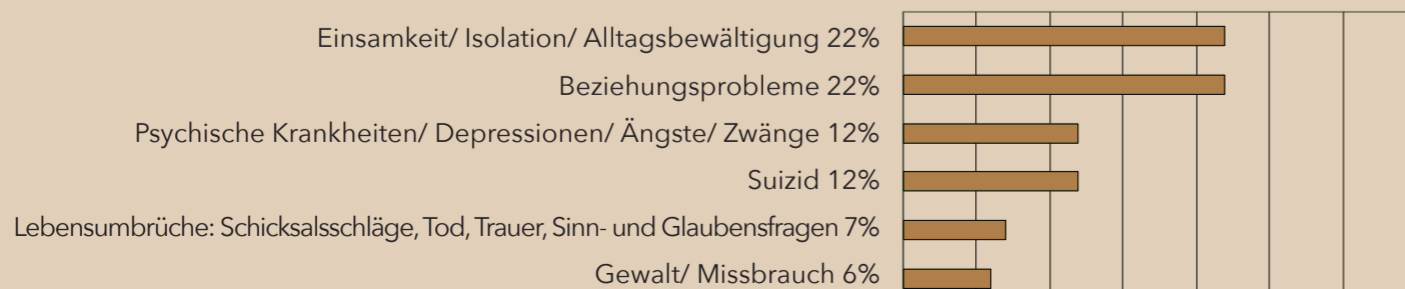 Einsamkeit/ Isolation/ Alltagsbewältigung 22%
Beziehungsprobleme 22%
Psychische Krankheiten/ Depressionen/ Ängste/ Zwänge 12%
Suizid 12%
Lebensumbrüche: Schicksalsschläge, Tod, Trauer, Sinn- und Glaubensfragen 7%
Gewalt/ Missbrauch 6%